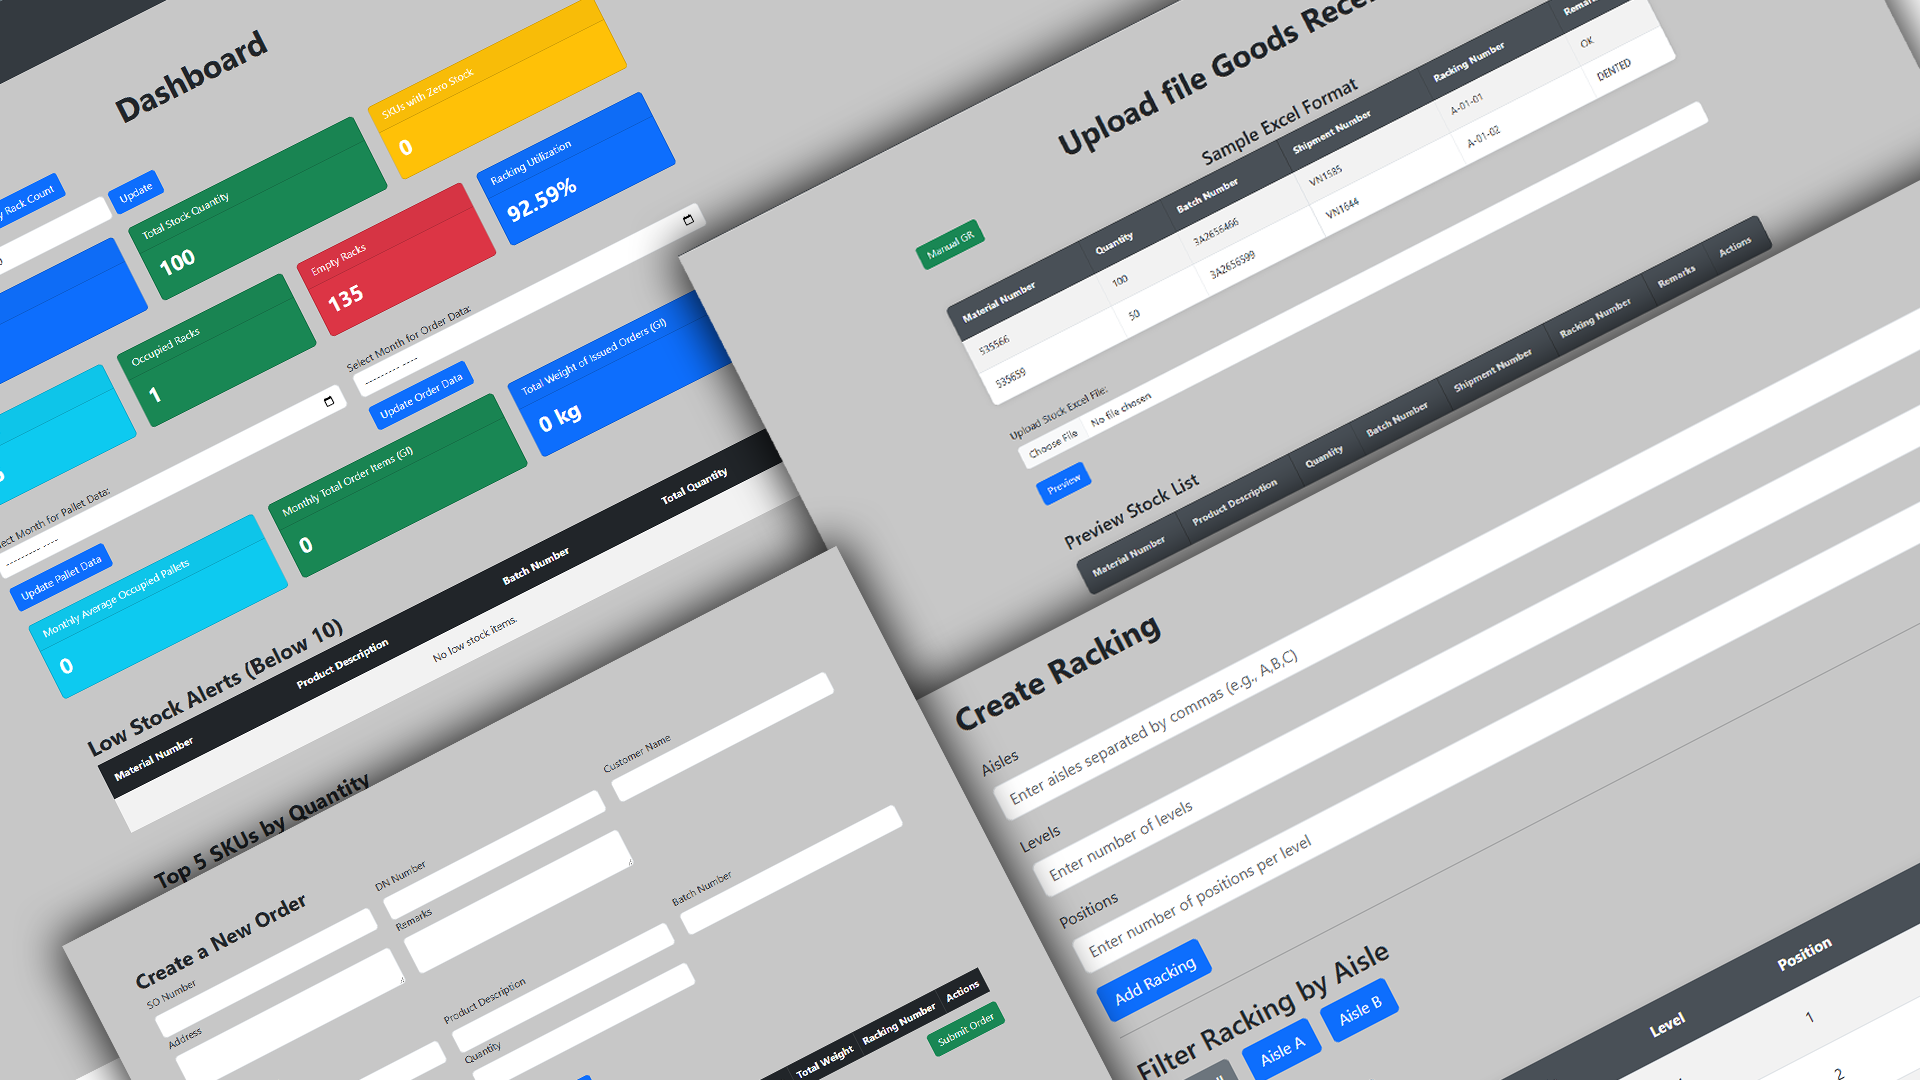 Dashboard
Rack Count
Update
Total Stock Quantity
100
SKUs with Zero Stock
0
Occupied Racks
1
Empty Racks
135
Racking Utilization
92.59%
Select Month for Pallet Data:
--------- ----
Update Pallet Data
Select Month for Order Data:
--------- ----
Update Order Data
Monthly Average Occupied Pallets
0
Monthly Total Order Items (GI)
0
Total Weight of Issued Orders (GI)
0 kg
Low Stock Alerts (Below 10)
Material Number Product Description Batch Number Total Quantity
No low stock items.
Top 5 SKUs by Quantity
Upload file Goods
Manual GR
Sample Excel Format
Material Number Quantity Batch Number Shipment Number Racking Number
535566 100 3A2656466 VN1585 A-01-01 OK
535659 50 3A2656599 VN1644 A-01-02 DENTED
Upload Stock Excel File:
Choose File No file chosen
Preview
Preview Stock List
Material Number Product Description Quantity Batch Number Shipment Number Racking Number Remarks Actions
Create a New Order
SO Number
DN Number
Customer Name
Address
Remarks
Product Description
Batch Number
Quantity
Total Weight Racking Number Actions
Submit Order
Create Racking
Aisles
Enter aisles separated by commas (e.g., A,B,C)
Levels
Enter number of levels
Positions
Enter number of positions per level
Add Racking
Filter Racking by Aisle
Aisle A
Aisle B
Level Position
1
2